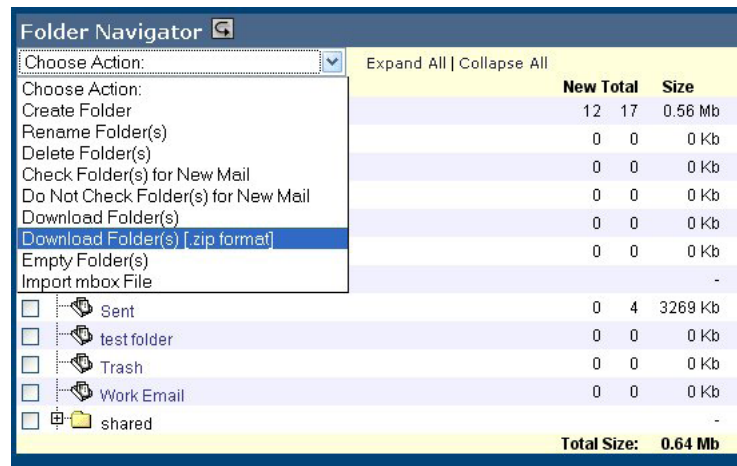 Folder Navigator
Choose Action: Expand All | Collapse All
Choose Action: New Total Size
Create Folder 12 17 0.56 Mb
Rename Folder(s) 0 0 0 Kb
Delete Folder(s)
Check Folder(s) for New Mail 0 0 0 Kb
Do Not Check Folder(s) for New Mail 0 0 0 Kb
Download Folder(s) 0 0 0 Kb
Download Folder(s) [.zip format]
Empty Folder(s) 0 0 0 Kb
Import mbox File -
Sent 0 4 3269 Kb
test folder 0 0 0 Kb
Trash 0 0 0 Kb
Work Email 0 0 0 Kb
shared -
Total Size: 0.64 Mb